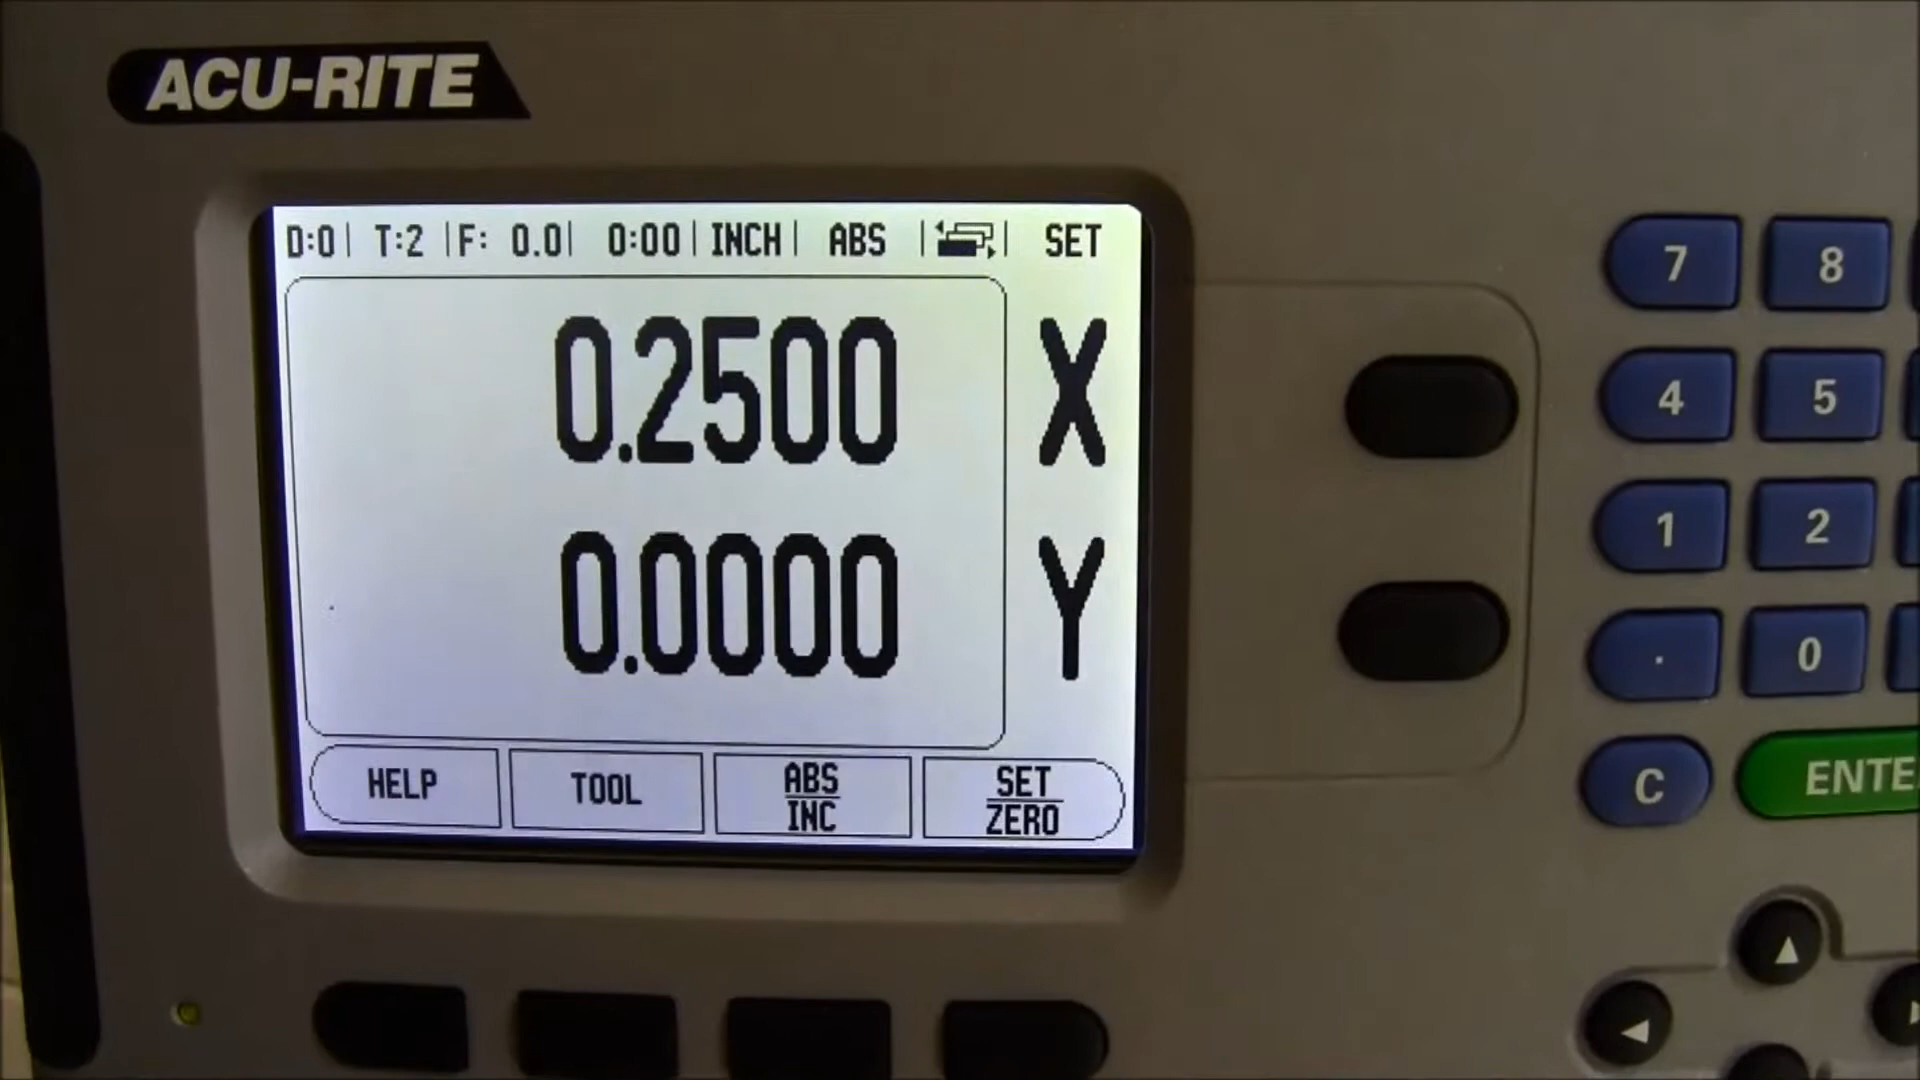 ACU-RITE
D:0 | T:2 | F: 0.0 | 0:00 | INCH | ABS | SET
0.2500 X
0.0000 Y
HELP TOOL ABS/INC SET/ZERO
7 8
4 5
1 2
. 0
C ENTE